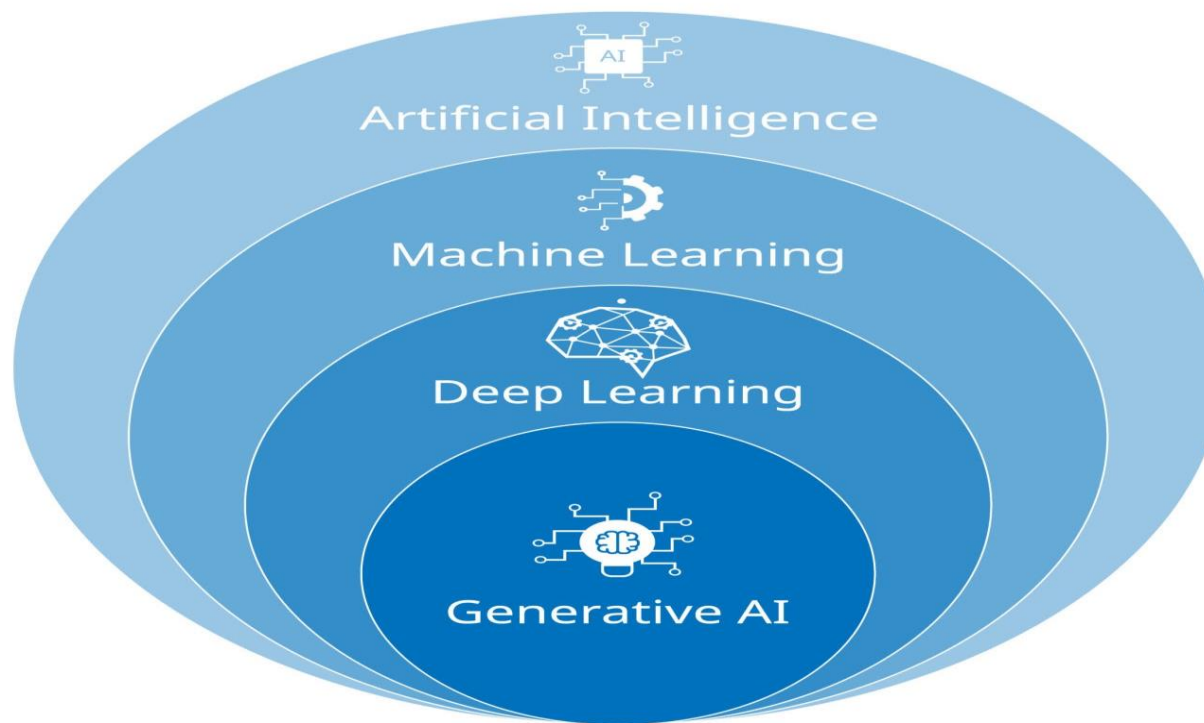 AI
Artificial Intelligence
Machine Learning
Deep Learning
Generative AI